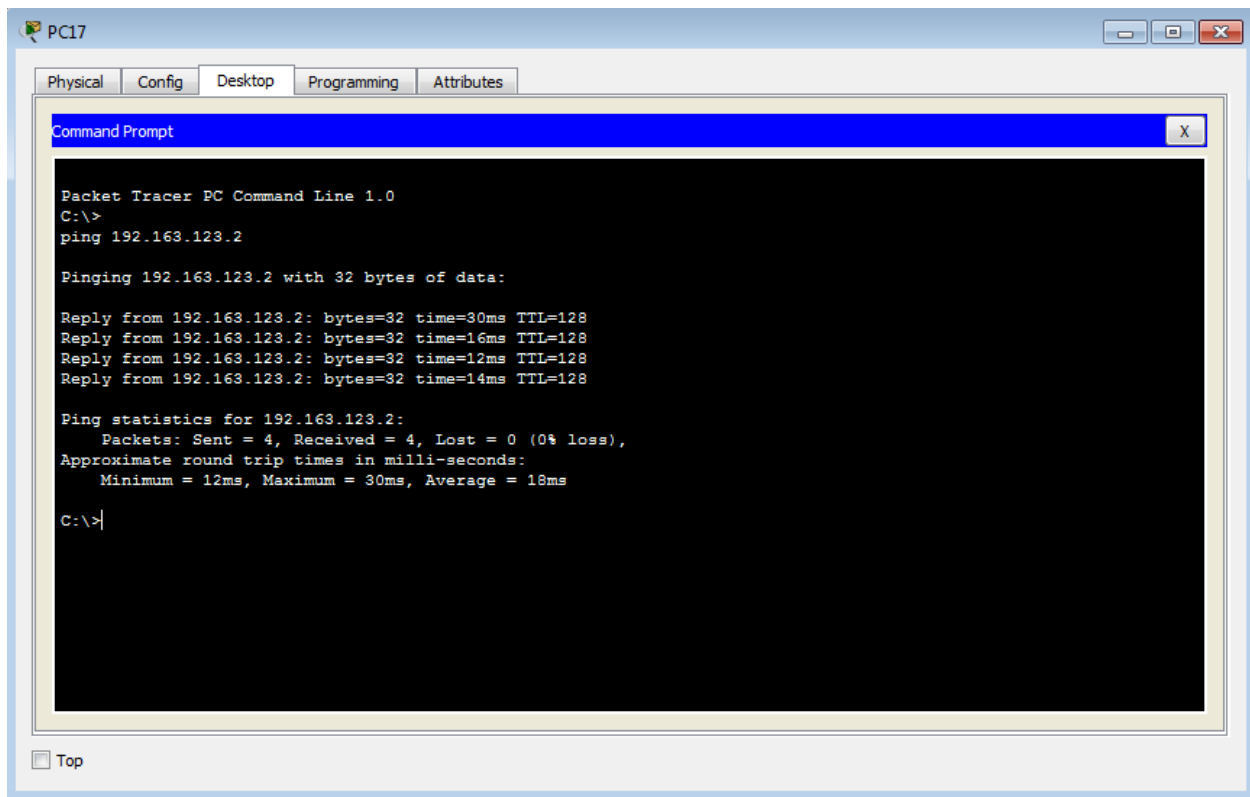 PC17
Physical Config Desktop Programming Attributes
Command Prompt X
Packet Tracer PC Command Line 1.0
C:\>
ping 192.163.123.2
Pinging 192.163.123.2 with 32 bytes of data:
Reply from 192.163.123.2: bytes=32 time=30ms TTL=128
Reply from 192.163.123.2: bytes=32 time=16ms TTL=128
Reply from 192.163.123.2: bytes=32 time=12ms TTL=128
Reply from 192.163.123.2: bytes=32 time=14ms TTL=128
Ping statistics for 192.163.123.2:
Packets: Sent = 4, Received = 4, Lost = 0 (0% loss),
Approximate round trip times in milli-seconds:
Minimum = 12ms, Maximum = 30ms, Average = 18ms
C:\>
Top